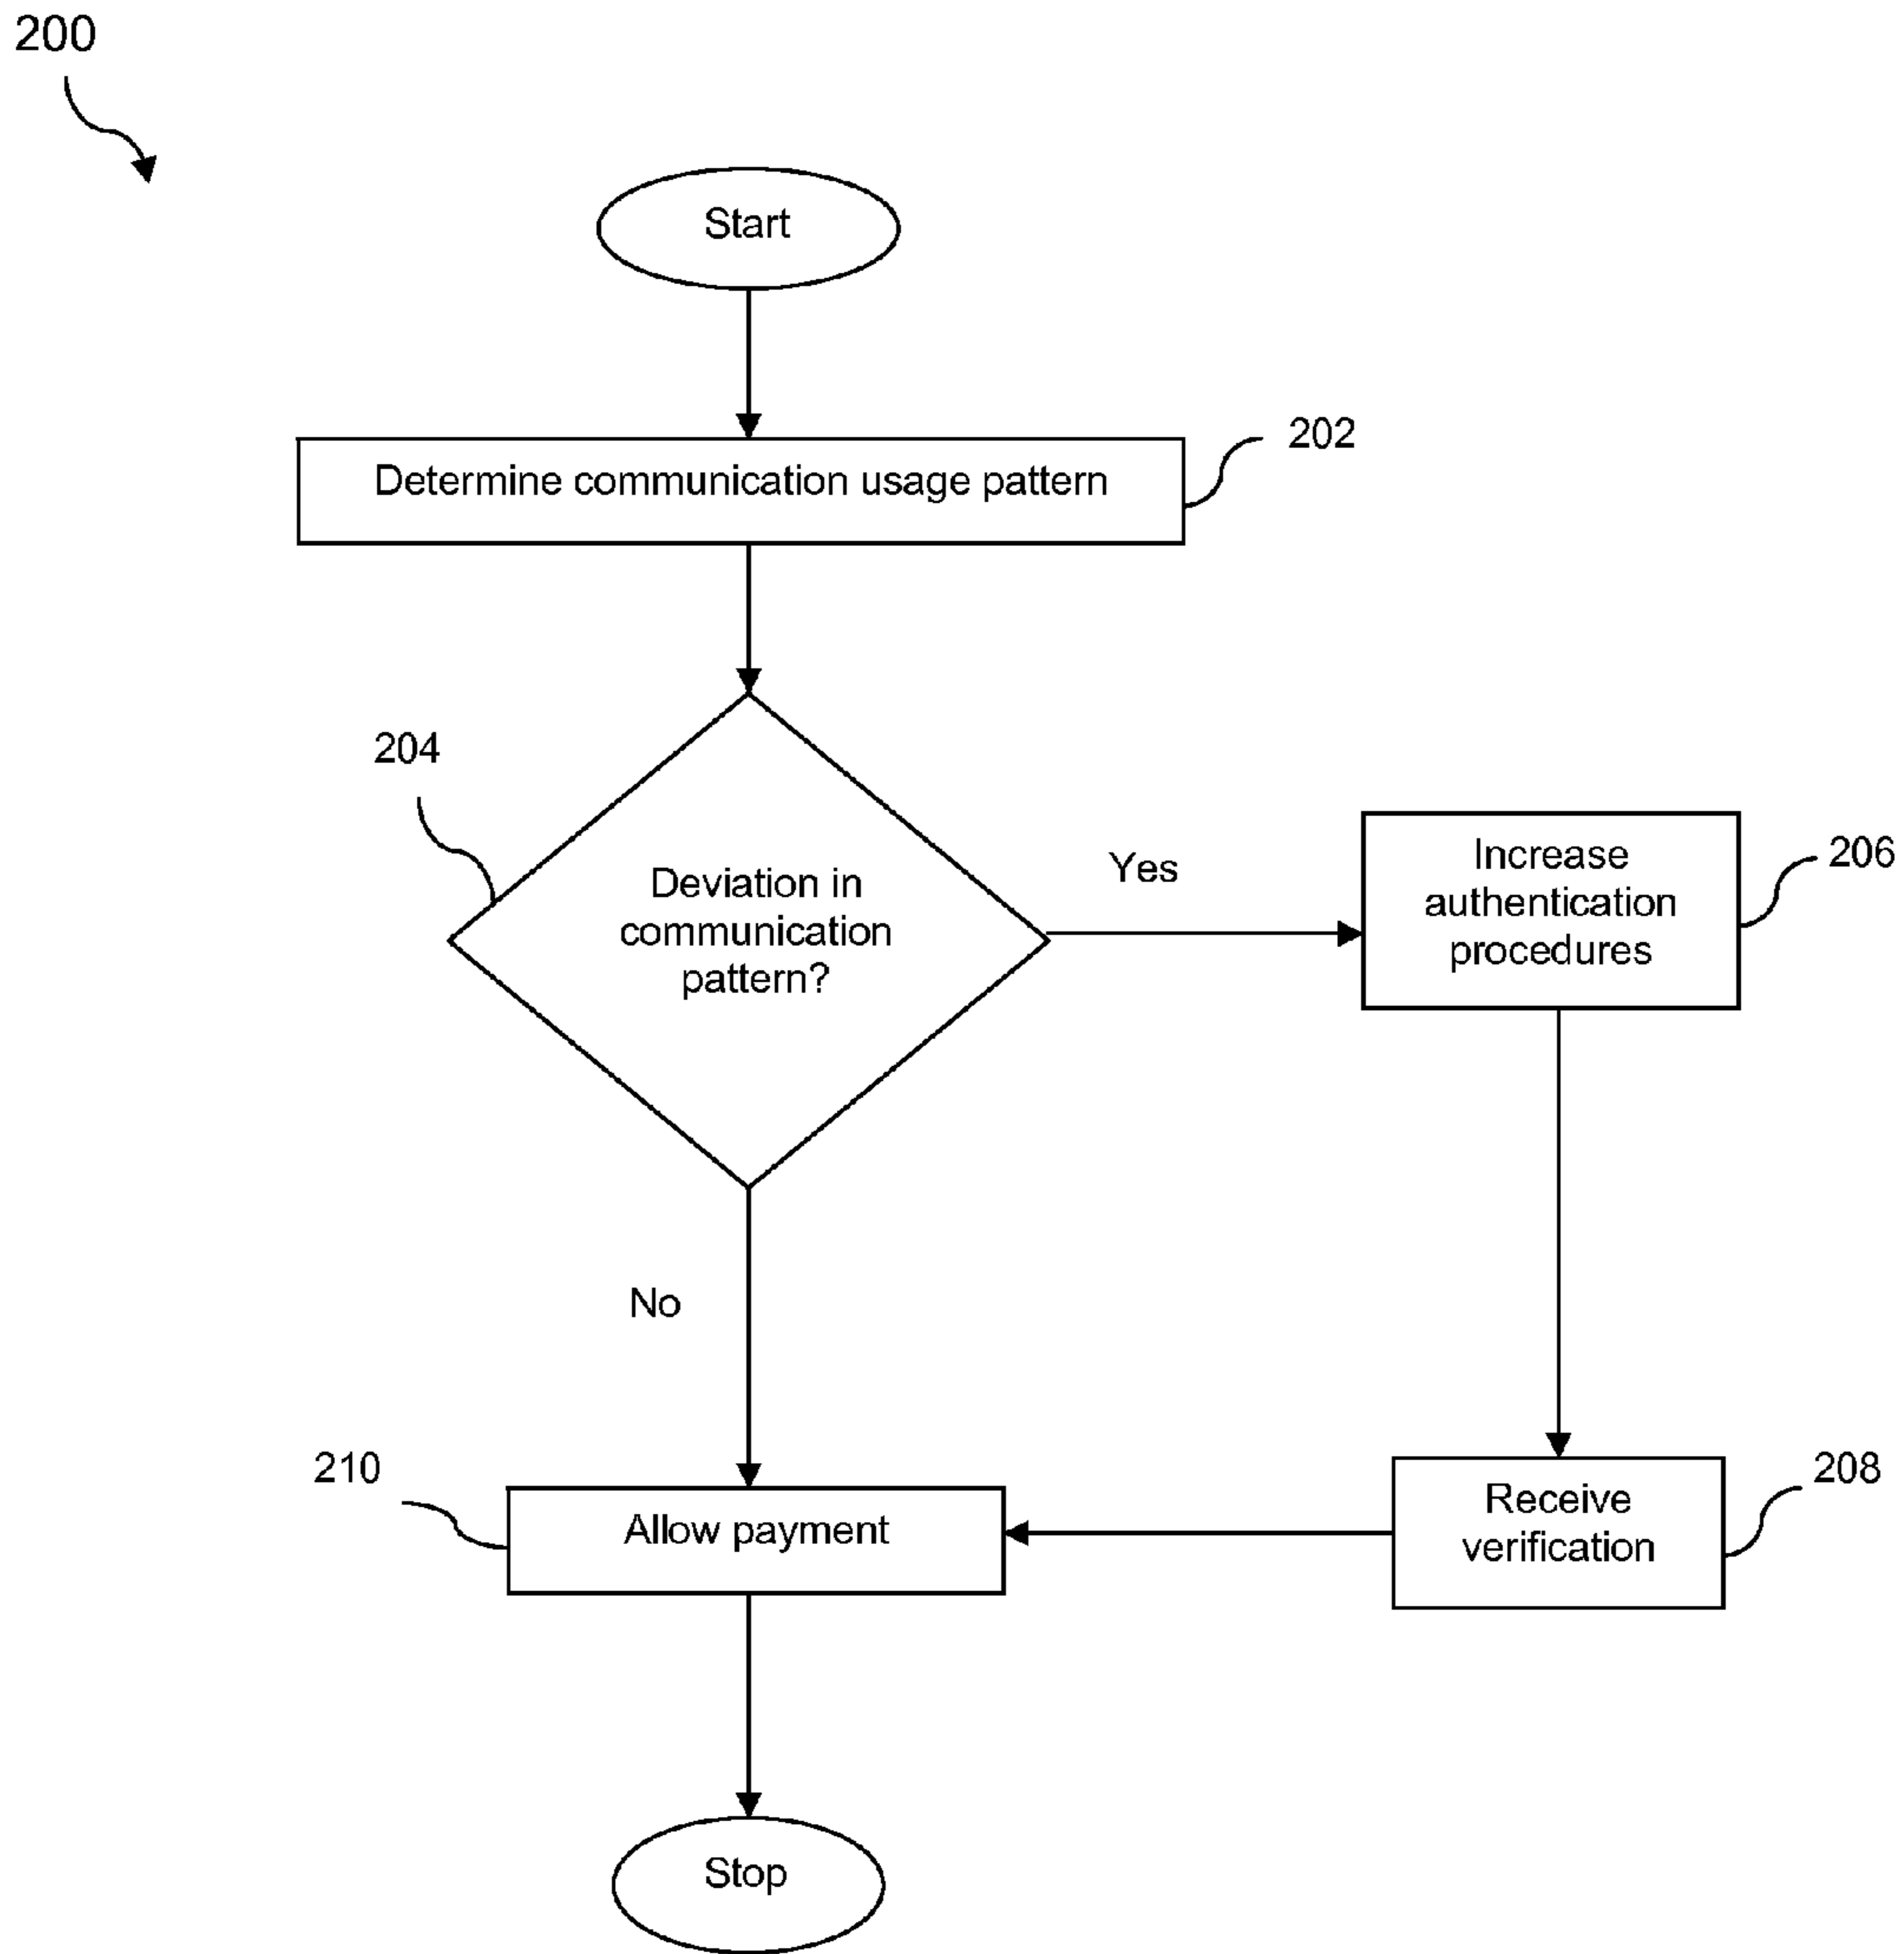 200
Start
Determine communication usage pattern
202
204
Deviation in
communication
pattern?
Yes
Increase
authentication
procedures
206
No
210
Allow payment
Receive
verification
208
Stop